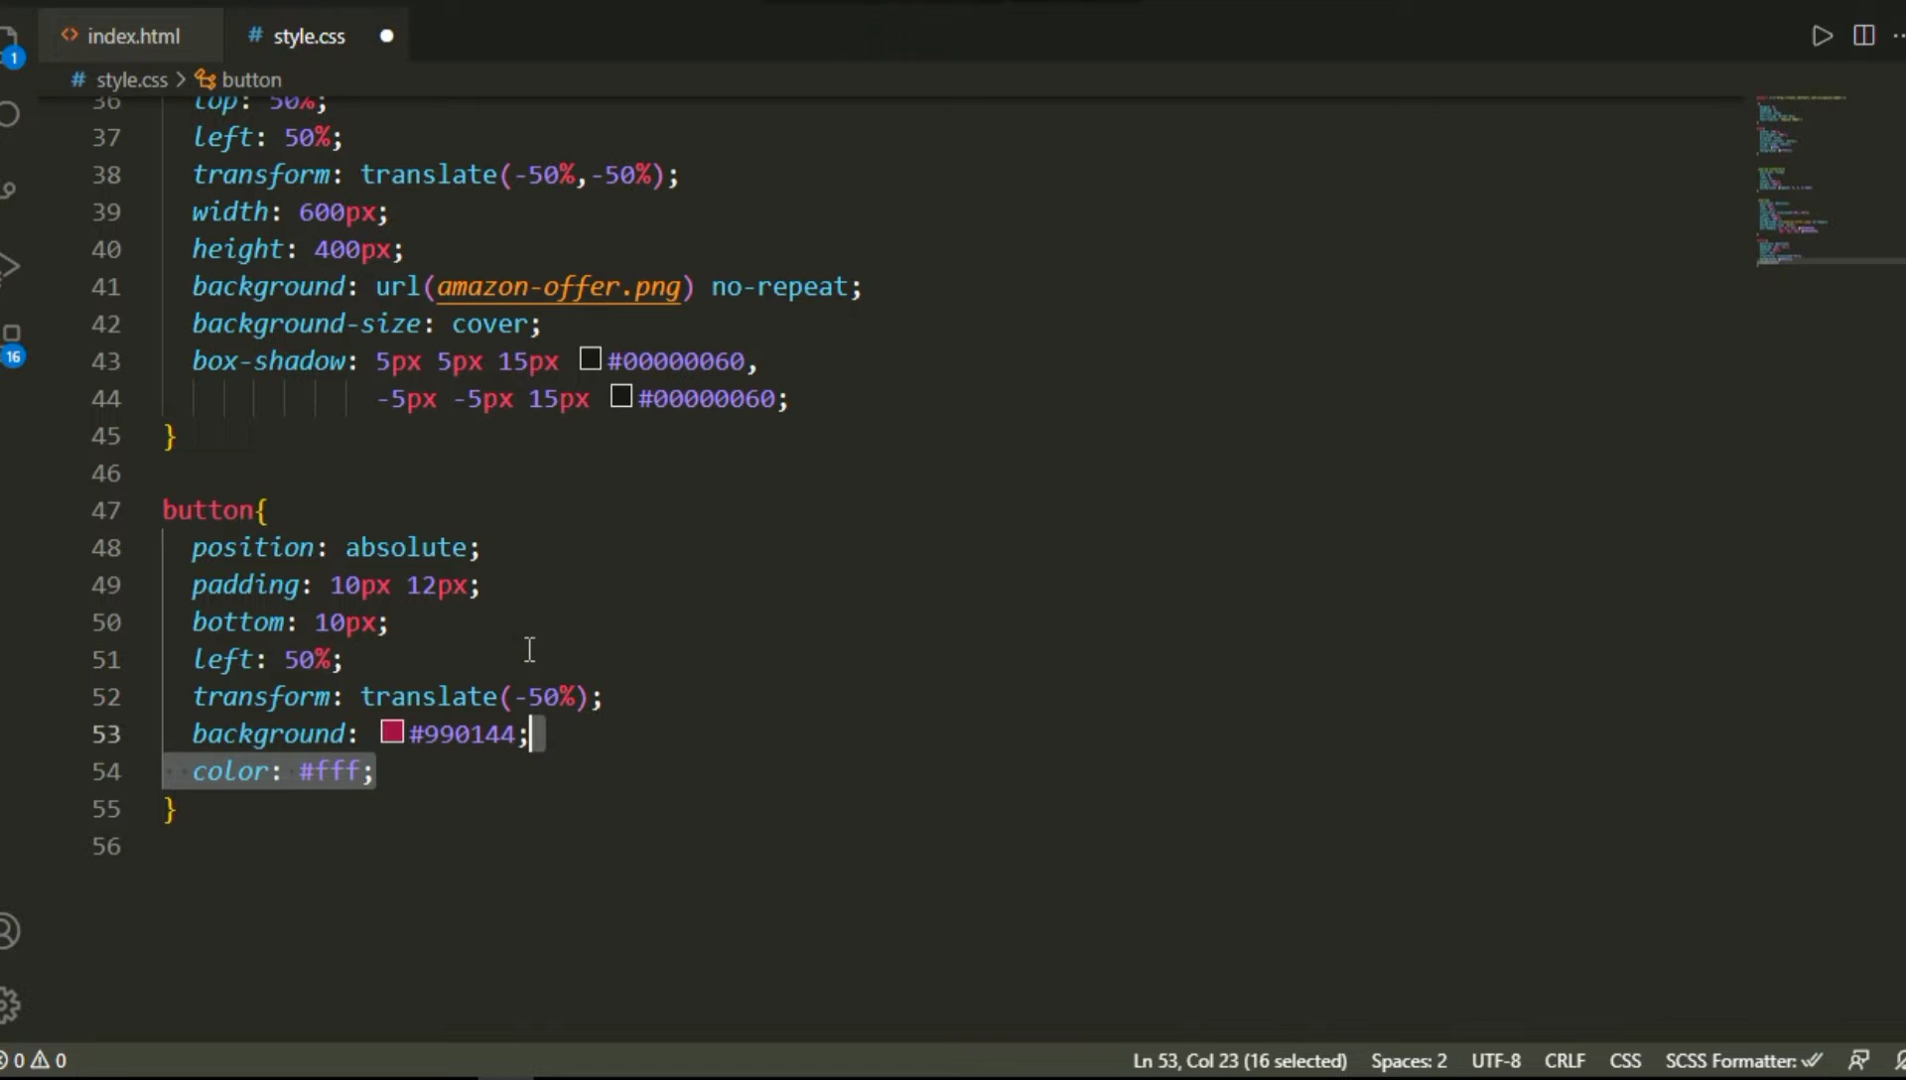 index.html
# style.css
1
# style.css > button
36 top: 50%;
37 left: 50%;
38 transform: translate(-50%,-50%);
39 width: 600px;
40 height: 400px;
41 background: url(amazon-offer.png) no-repeat;
42 background-size: cover;
43 box-shadow: 5px 5px 15px #00000060,
16
44 -5px -5px 15px #00000060;
45 }
46
47 button{
48 position: absolute;
49 padding: 10px 12px;
50 bottom: 10px;
51 left: 50%;
52 transform: translate(-50%);
53 background: #990144;
54 color: #fff;
55 }
56
0 0 Ln 53, Col 23 (16 selected) Spaces: 2 UTF-8 CRLF CSS SCSS Formatter: